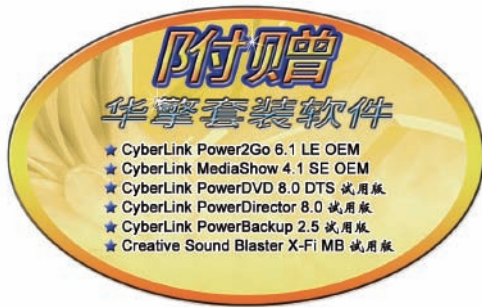 附赠
华擎套装软件
★ CyberLink Power2Go 6.1 LE OEM
★ CyberLink MediaShow 4.1 SE OEM
★ CyberLink PowerDVD 8.0 DTS 试用版
★ CyberLink PowerDirector 8.0 试用版
★ CyberLink PowerBackup 2.5 试用版
★ Creative Sound Blaster X-Fi MB 试用版